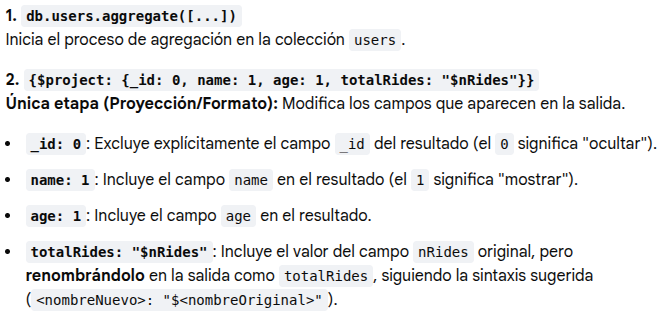 1. db.users.aggregate([...])
Inicia el proceso de agregación en la colección users.
2. {$project: {_id: 0, name: 1, age: 1, totalRides: "$nRides"}}
Única etapa (Proyección/Formato): Modifica los campos que aparecen en la salida.
• _id: 0: Excluye explícitamente el campo _id del resultado (el 0 significa "ocultar").
• name: 1: Incluye el campo name en el resultado (el 1 significa "mostrar").
• age: 1: Incluye el campo age en el resultado.
• totalRides: "$nRides": Incluye el valor del campo nRides original, pero
renombrándolo en la salida como totalRides, siguiendo la sintaxis sugerida
(<nombreNuevo>: "$<nombreOriginal>").